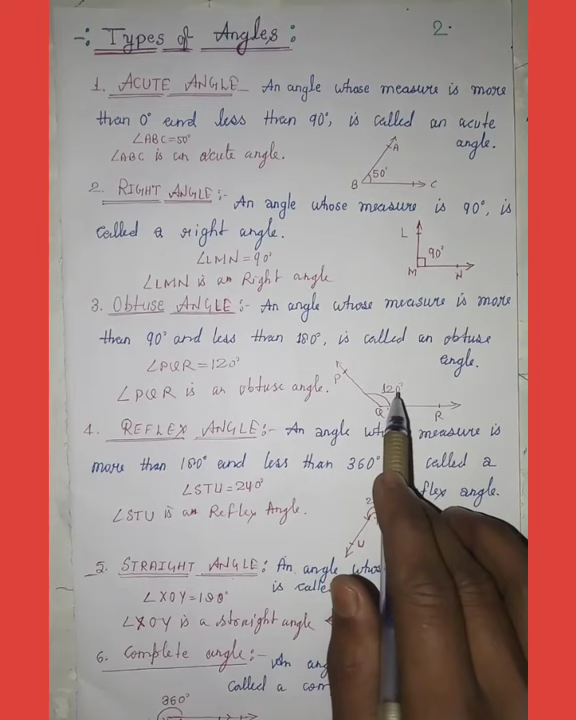 -: Types of Angles: 2.
1. ACUTE ANGLE - An angle whose measure is more
than 0° and less than 90°, is called an acute
∠ABC=50° angle.
∠ABC is an acute angle.
A
50°
B C
2. RIGHT ANGLE:- An angle whose measure is 90°, is
called a right angle.
L
∠LMN=90°
90°
M N
∠LMN is an Right angle
3. Obtuse ANGLE:- An angle whose measure is more
than 90° and less than 180°, is called an obtuse
∠PQR=120° angle.
P
∠PQR is an obtuse angle. 120°
Q R
4. REFLEX ANGLE:- An angle measure is
more than 180° and less than 360° called a
∠STU=240° flex angle.
∠STU is an Reflex Angle.
U
5. STRAIGHT ANGLE: An angle
is
∠XOY=180°
∠XOY is a straight angle
6. Complete angle:-
called a
360°